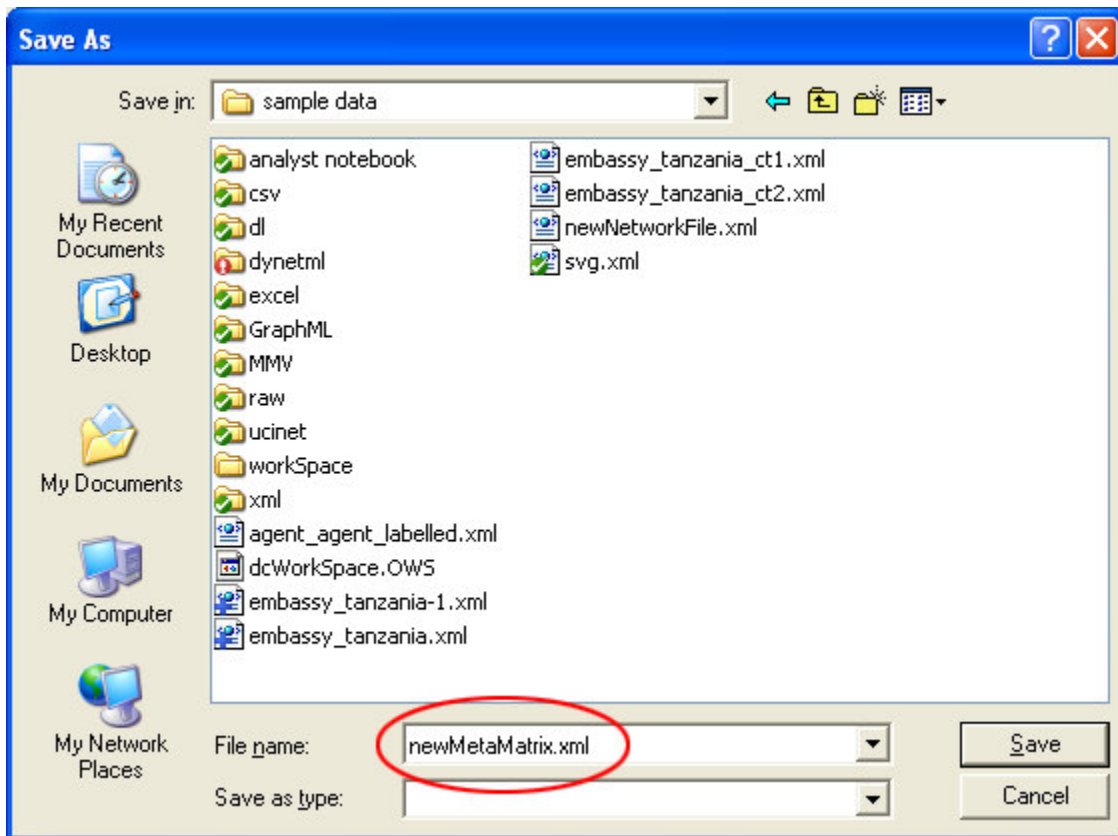 Save As
Save in:
sample data
My Recent
Documents
Desktop
My Documents
My Computer
My Network
Places
analyst notebook
csv
dl
dynetml
excel
GraphML
MMV
raw
ucinet
workSpace
xml
agent_agent_labelled.xml
dcWorkSpace.OWS
embassy_tanzania-1.xml
embassy_tanzania.xml
embassy_tanzania_ct1.xml
embassy_tanzania_ct2.xml
newNetworkFile.xml
svg.xml
File name:
newMetaMatrix.xml
Save
Save as type:
Cancel